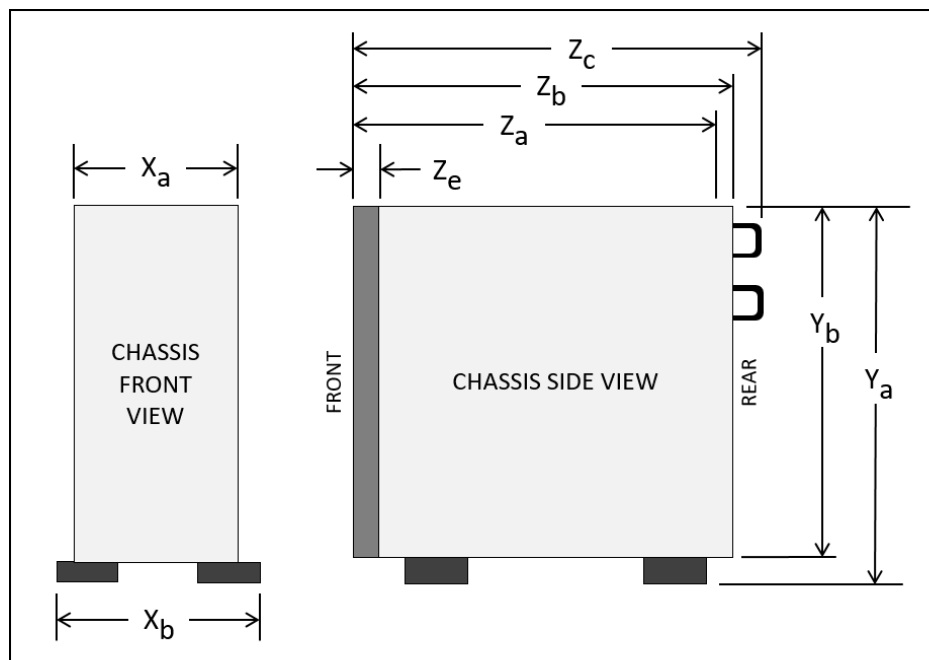 Zc
Zb
Za
Xa
Ze
CHASSIS
FRONT
VIEW
FRONT
CHASSIS SIDE VIEW
REAR
Yb
Ya
Xb